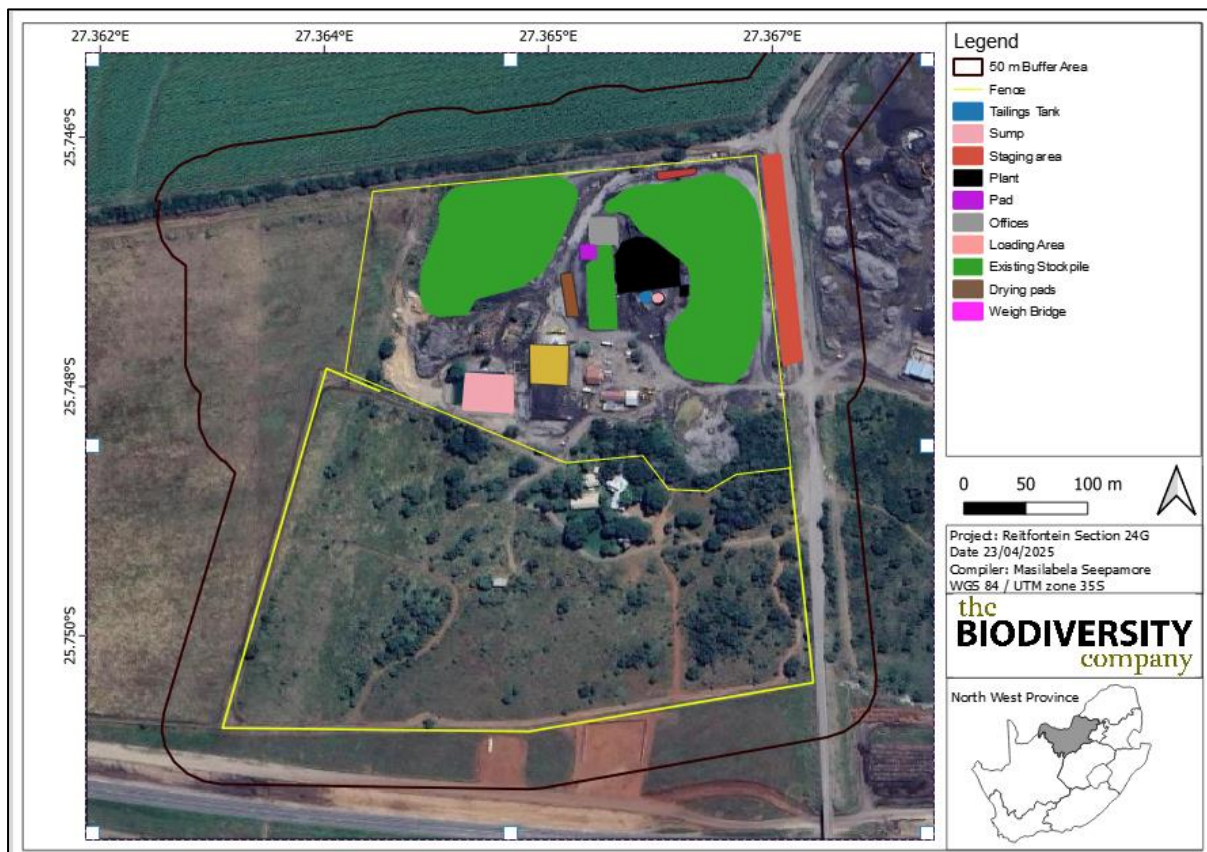 27.362°E 27.364°E 27.365°E 27.367°E
25.746°S
25.748°S
25.750°S
Legend
50 m Buffer Area
Fence
Tailings Tank
Sump
Staging area
Plant
Pad
Offices
Loading Area
Existing Stockpile
Drying pads
Weigh Bridge
0 50 100 m
Project: Reitfontein Section 24G
Date 23/04/2025
Compiler: Masilabela Seepamore
WGS 84 / UTM zone 35S
the
BIODIVERSITY
company
North West Province